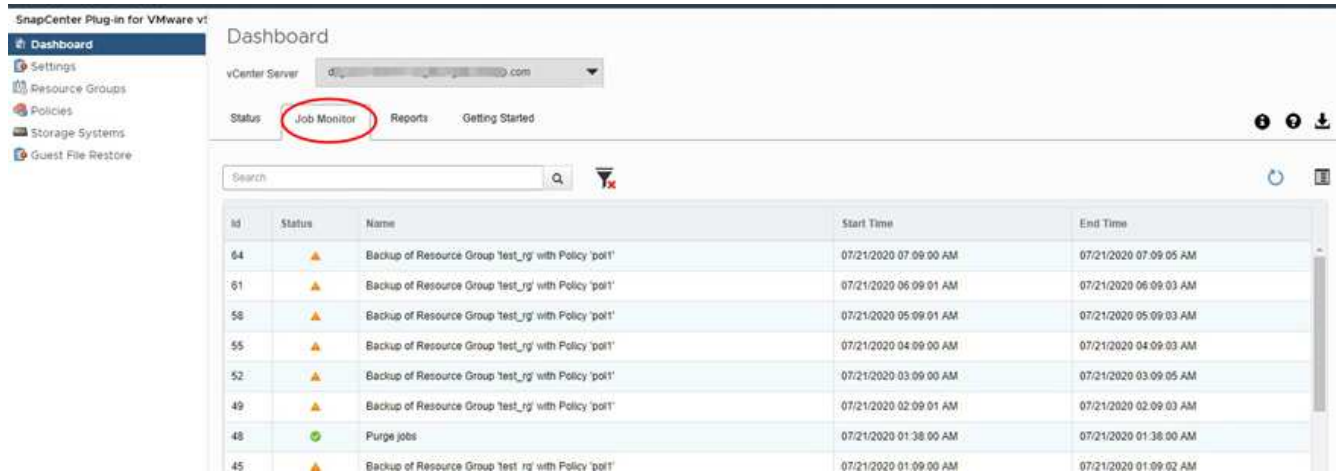 SnapCenter Plug-in for VMware vS
Dashboard
Settings
Resource Groups
Policies
Storage Systems
Guest File Restore
Dashboard
vCenter Server .com
Status Job Monitor Reports Getting Started
Search
Id Status Name Start Time End Time
64 Backup of Resource Group 'test_rg' with Policy 'pol1' 07/21/2020 07:09:00 AM 07/21/2020 07:09:05 AM
61 Backup of Resource Group 'test_rg' with Policy 'pol1' 07/21/2020 06:09:01 AM 07/21/2020 06:09:03 AM
58 Backup of Resource Group 'test_rg' with Policy 'pol1' 07/21/2020 05:09:01 AM 07/21/2020 05:09:03 AM
55 Backup of Resource Group 'test_rg' with Policy 'pol1' 07/21/2020 04:09:00 AM 07/21/2020 04:09:03 AM
52 Backup of Resource Group 'test_rg' with Policy 'pol1' 07/21/2020 03:09:00 AM 07/21/2020 03:09:05 AM
49 Backup of Resource Group 'test_rg' with Policy 'pol1' 07/21/2020 02:09:01 AM 07/21/2020 02:09:03 AM
48 Purge jobs 07/21/2020 01:38:00 AM 07/21/2020 01:38:00 AM
45 Backup of Resource Group 'test_rg' with Policy 'pol1' 07/21/2020 01:09:00 AM 07/21/2020 01:09:02 AM